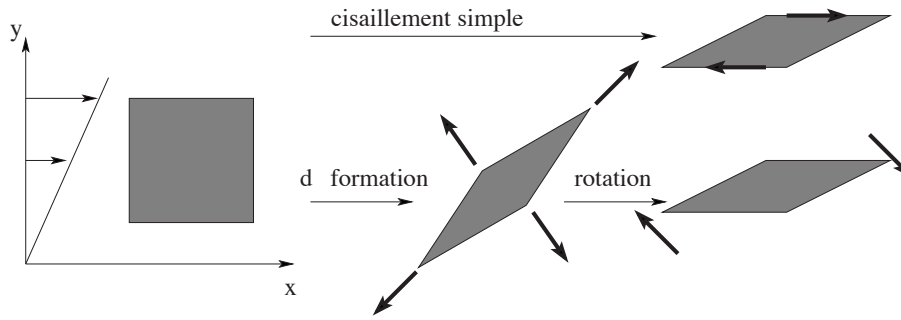 cisaillement simple
y
d formation
rotation
x